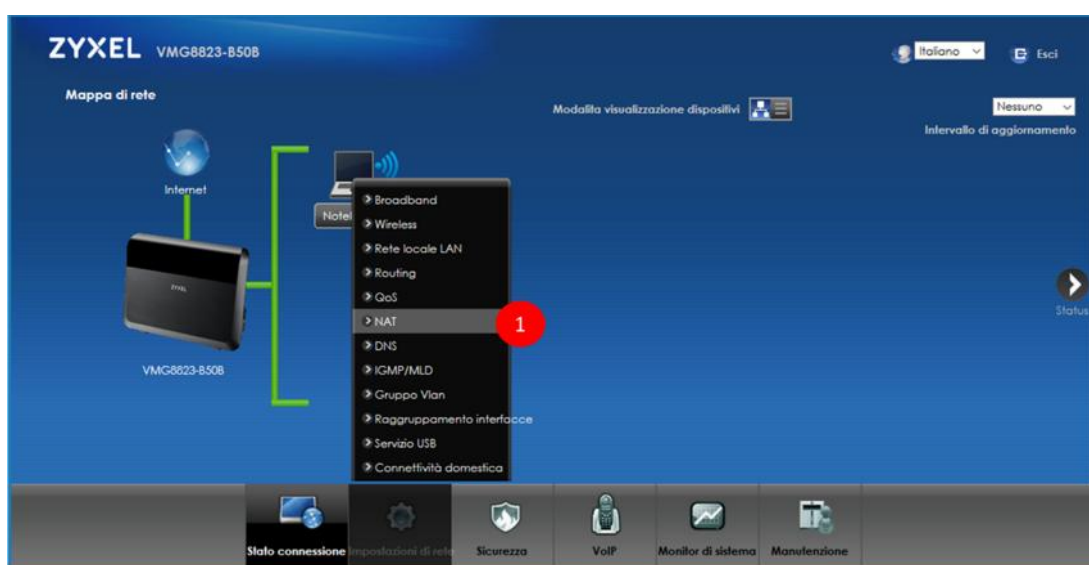 ZYXEL VMG8823-B50B
Italiano
Esci
Mappa di rete
Modalita visualizzazione dispositivi
Nessuno
Intervallo di aggiornamento
Internet
Broadband
Wireless
Rete locale LAN
Routing
QoS
NAT
1
DNS
IGMP/MLD
Gruppo Vlan
Raggruppamento interfacce
Servizio USB
Connettività domestica
ZYXEL
VMG8823-B50B
Status
Stato connessione
Impostazioni di rete
Sicurezza
VoIP
Monitor di sistema
Manutenzione